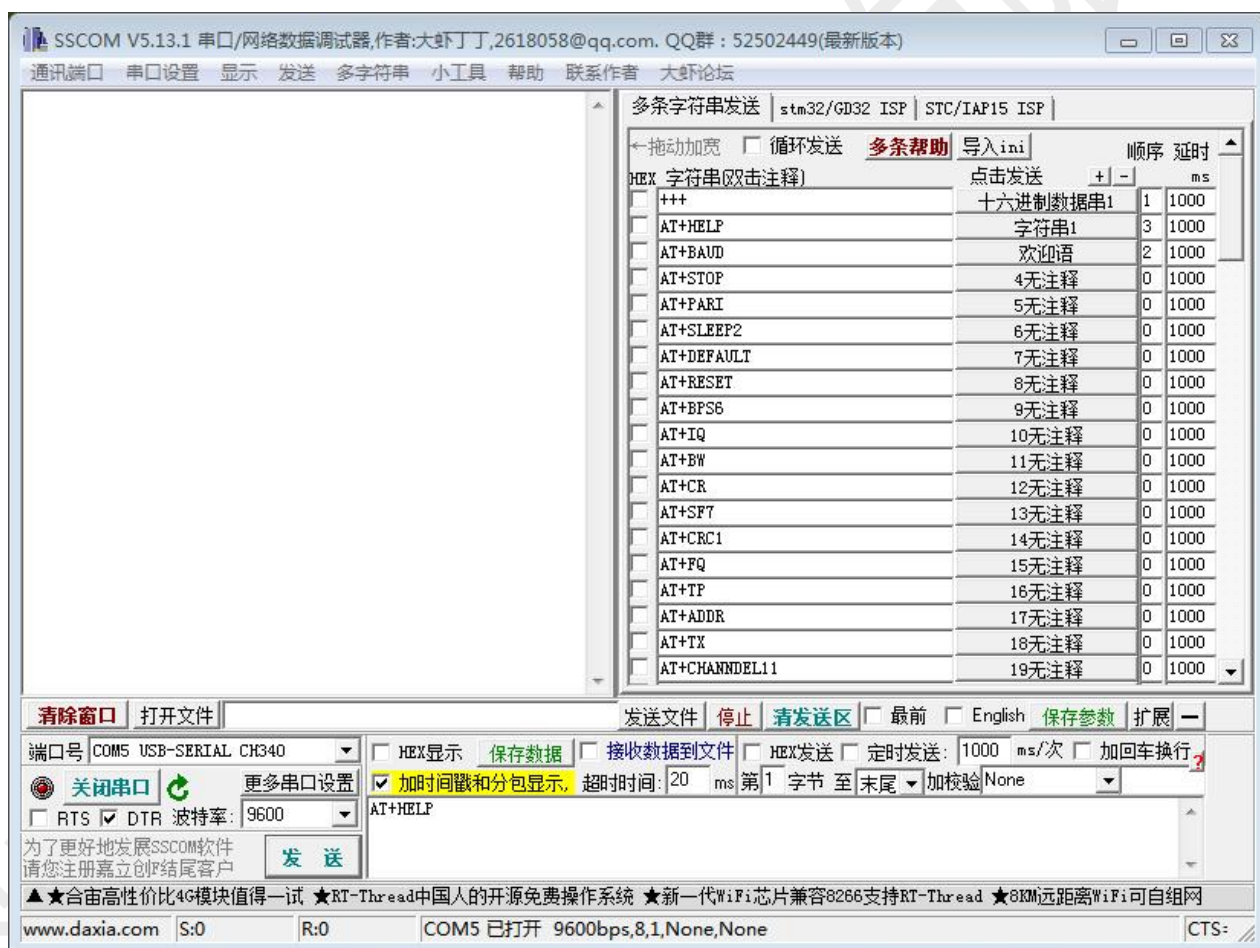 SSCOM V5.13.1 串口/网络数据调试器,作者:大虾丁丁,2618058@qq.com. QQ群：52502449(最新版本)
通讯端口 串口设置 显示 发送 多字符串 小工具 帮助 联系作者 大虾论坛
多条字符串发送 stm32/GD32 ISP STC/IAP15 ISP
←拖动加宽 循环发送 多条帮助 导入ini 顺序 延时
HEX 字符串(双击注释) 点击发送 + - ms
+++ 十六进制数据串1 1 1000
AT+HELP 字符串1 3 1000
AT+BAUD 欢迎语 2 1000
AT+STOP 4无注释 0 1000
AT+PARI 5无注释 0 1000
AT+SLEEP2 6无注释 0 1000
AT+DEFAULT 7无注释 0 1000
AT+RESET 8无注释 0 1000
AT+BPS6 9无注释 0 1000
AT+IQ 10无注释 0 1000
AT+BW 11无注释 0 1000
AT+CR 12无注释 0 1000
AT+SF7 13无注释 0 1000
AT+CRC1 14无注释 0 1000
AT+FQ 15无注释 0 1000
AT+TP 16无注释 0 1000
AT+ADDR 17无注释 0 1000
AT+TX 18无注释 0 1000
AT+CHANNDEL11 19无注释 0 1000
清除窗口 打开文件 发送文件 停止 清发送区 最前 English 保存参数 扩展 —
端口号 COM5 USB-SERIAL CH340 HEX显示 保存数据 接收数据到文件 HEX发送 定时发送: 1000 ms/次 加回车换行 ?
关闭串口 更多串口设置 加时间戳和分包显示, 超时时间: 20 ms 第1 字节 至 末尾 加校验 None
RTS DTR 波特率: 9600 AT+HELP
为了更好地发展SSCOM软件
请您注册嘉立创F结尾客户 发 送
▲★合宙高性价比4G模块值得一试 ★RT-Thread中国人的开源免费操作系统 ★新一代WiFi芯片兼容8266支持RT-Thread ★8KM远距离WiFi可自组网
www.daxia.com S:0 R:0 COM5 已打开 9600bps,8,1,None,None CTS=